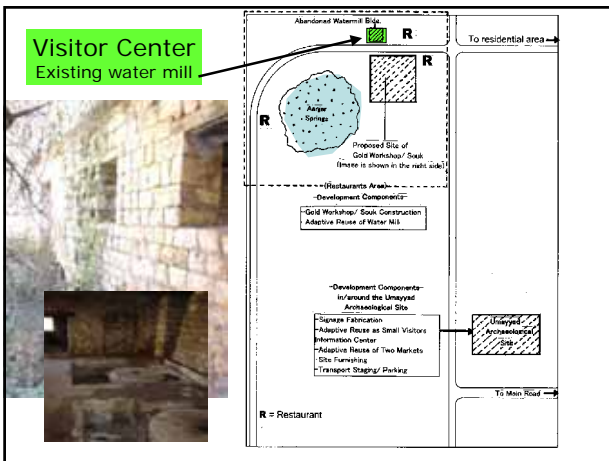 Visitor Center
Existing water mill
Abandoned Watermill Bldg.
R
To residential area
R
Anjar
Springs
R
Proposed Site of
Gold Workshop/ Souk
(Image is shown in the right side)
(Restaurants Area)
Development Components
Gold Workshop/ Souk Construction
Adaptive Reuse of Water Mill
Development Components
in/around the Umayyad
Archaeological Site
Signage Fabrication
Adaptive Reuse as Small Visitors
Information Center
Adaptive Reuse of Two Markets
Site Furnishing
Transport Staging/ Parking
Umayyad
Archaeological
Site
To Main Road
R = Restaurant